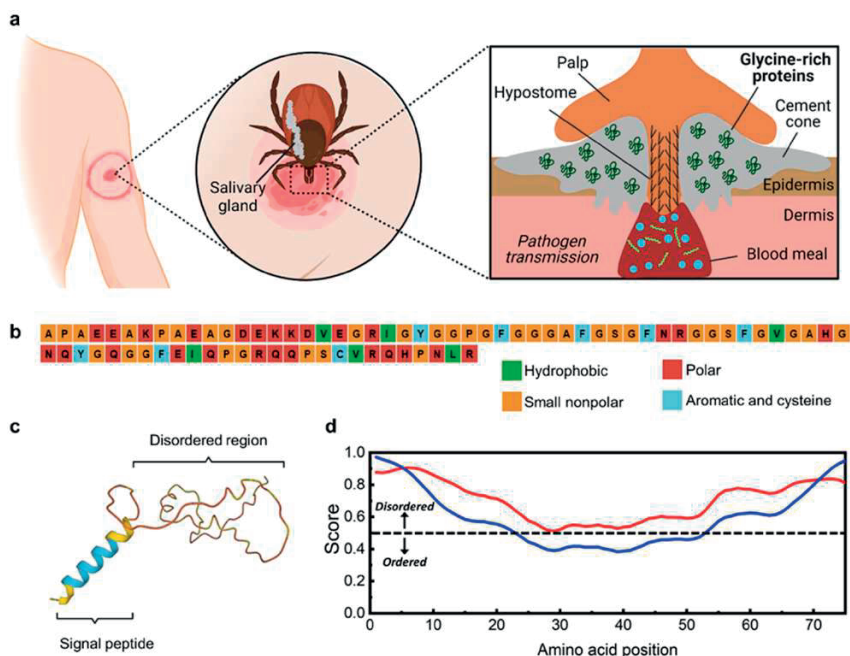 a
Palp
Hypostome
Glycine-rich
proteins
Cement
cone
Salivary
gland
Epidermis
Dermis
Pathogen
transmission
Blood meal
b
A P A E E A K P A E A G D E K K D V E G R I G Y G G P G F G G G A F G S G F N R G G S F G V G A H G
N Q Y G Q G G F E I Q P G R Q Q P S C V R Q H P N L R
Hydrophobic
Polar
Small nonpolar
Aromatic and cysteine
c
Disordered region
Signal peptide
d
Score
1.0
0.8
0.6
0.4
0.2
0.0
Disordered
Ordered
0 10 20 30 40 50 60 70
Amino acid position